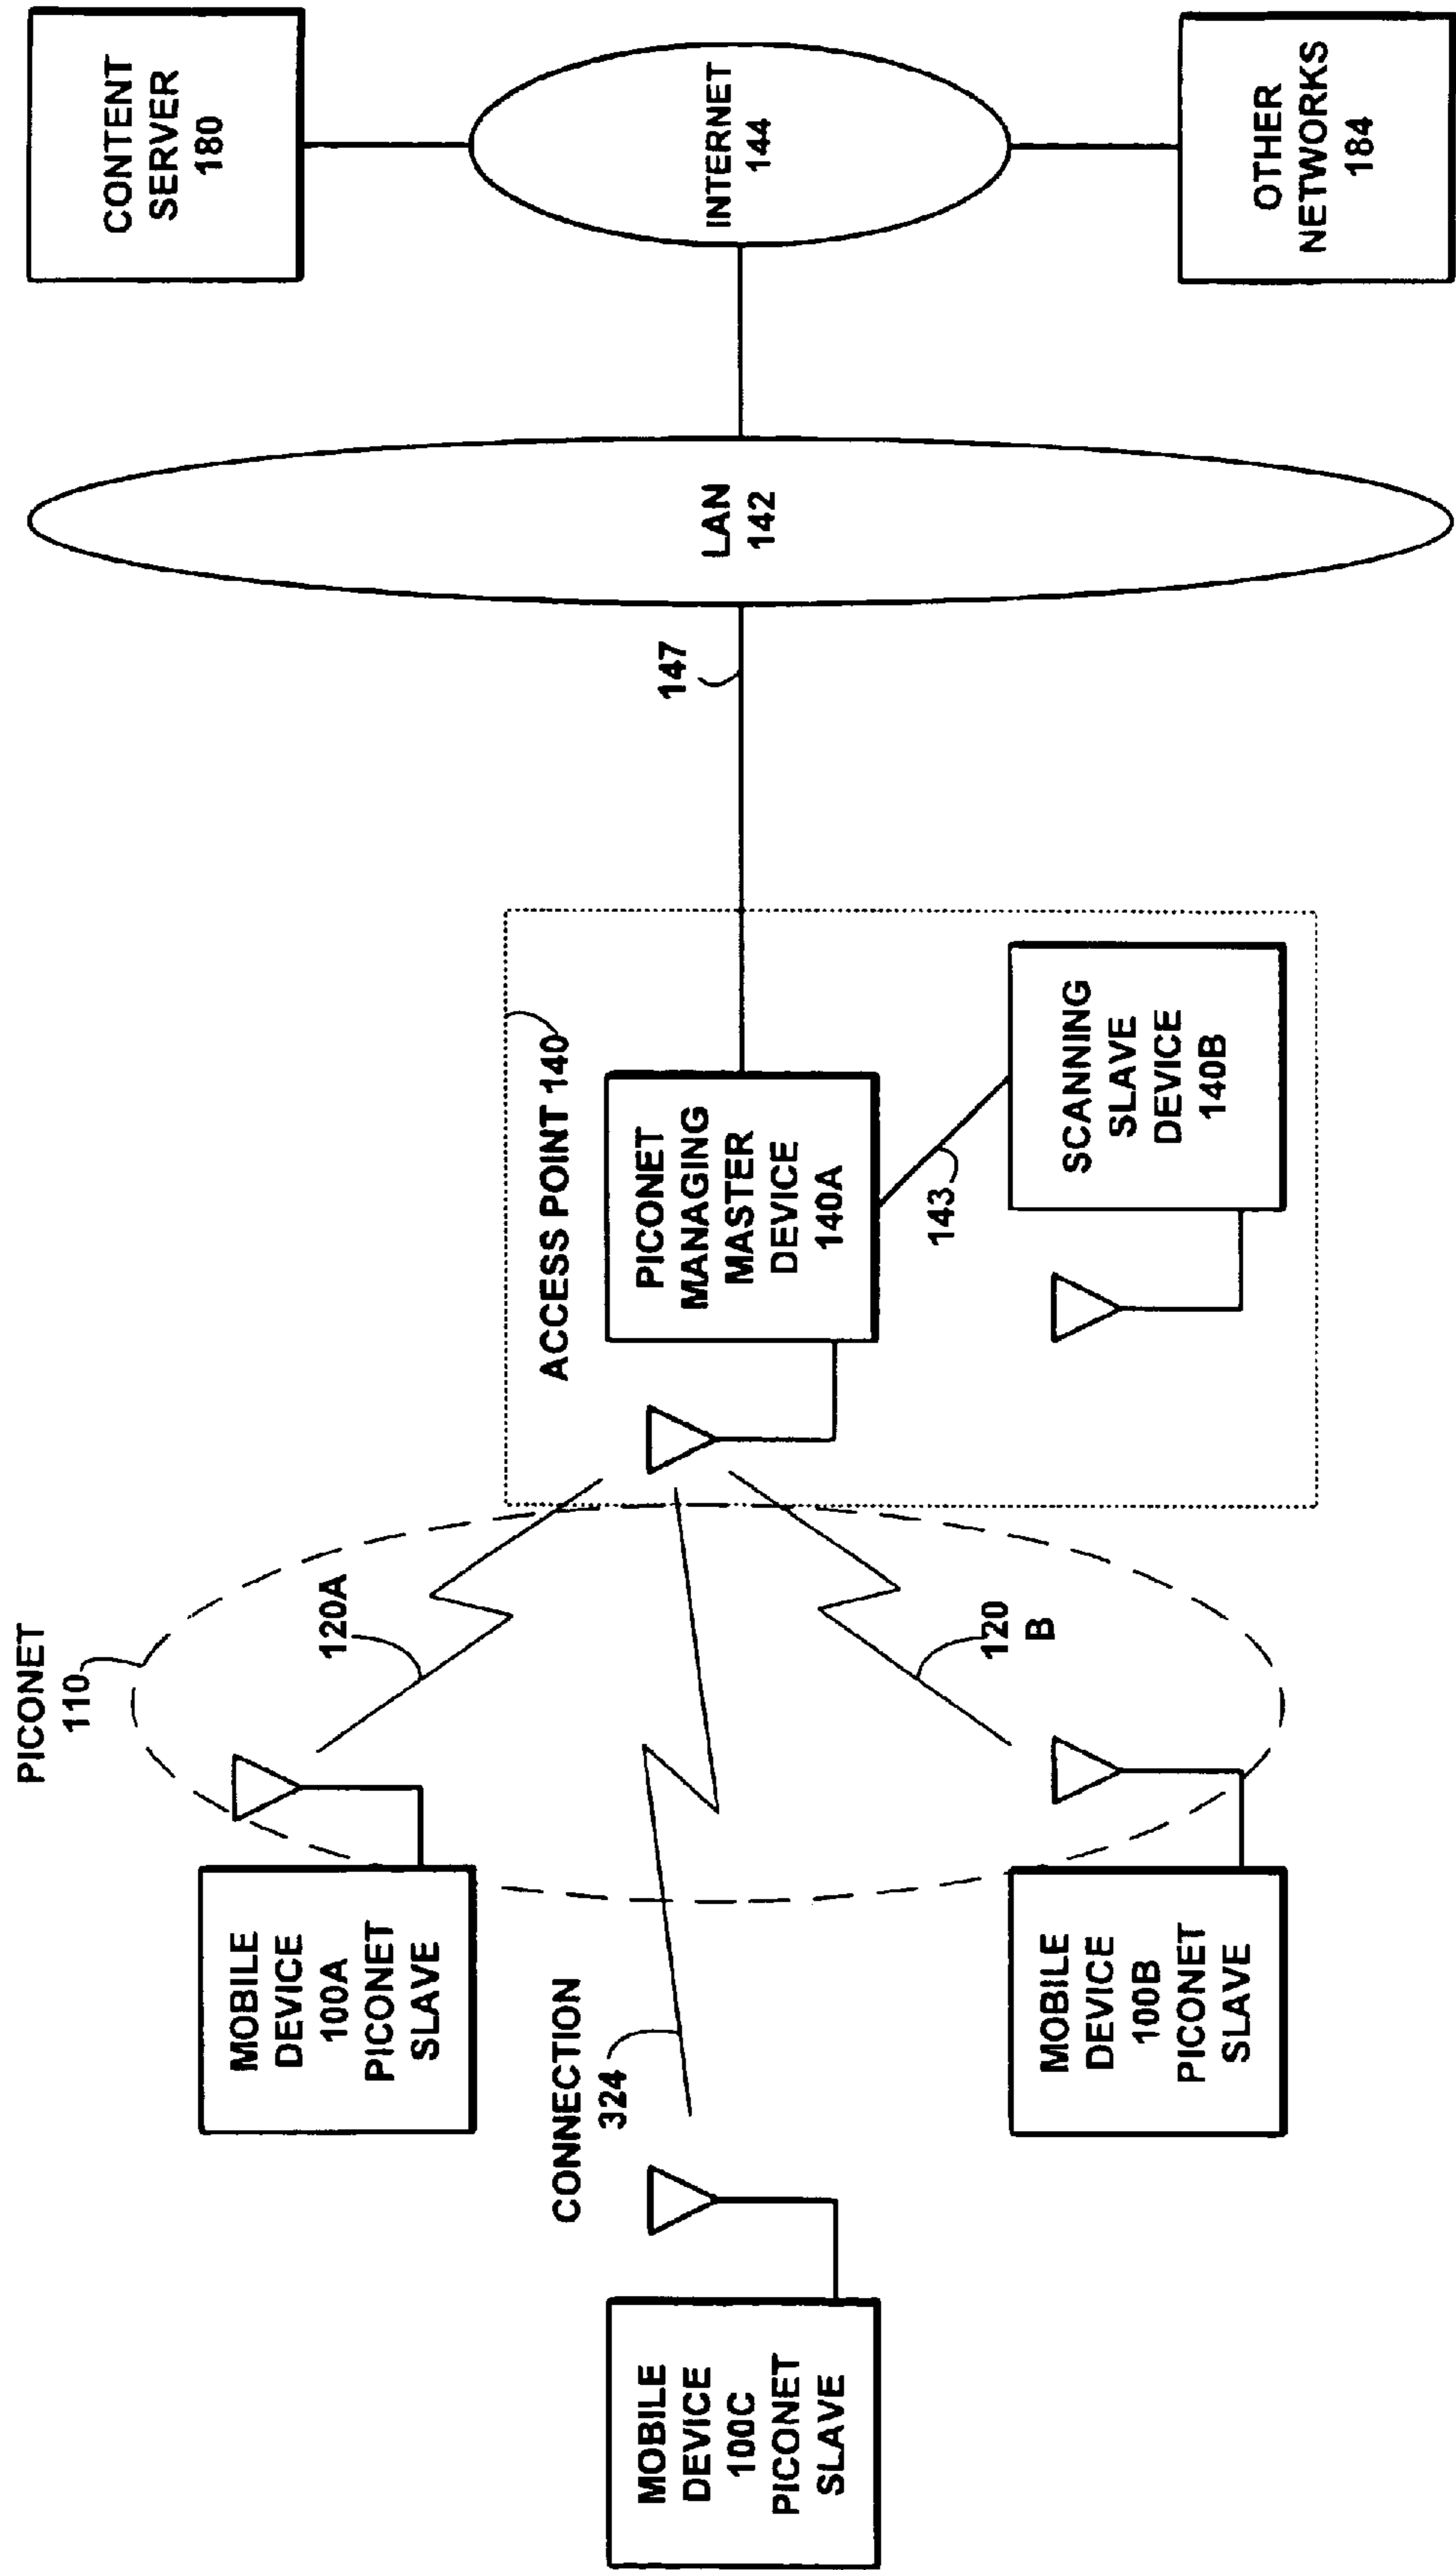 PICONET
110
MOBILE
DEVICE
100A
PICONET
SLAVE
120A
CONNECTION
324
MOBILE
DEVICE
100C
PICONET
SLAVE
MOBILE
DEVICE
100B
PICONET
SLAVE
120
B
ACCESS POINT 140
PICONET
MANAGING
MASTER
DEVICE
140A
143
SCANNING
SLAVE
DEVICE
140B
147
LAN
142
CONTENT
SERVER
180
INTERNET
144
OTHER
NETWORKS
184